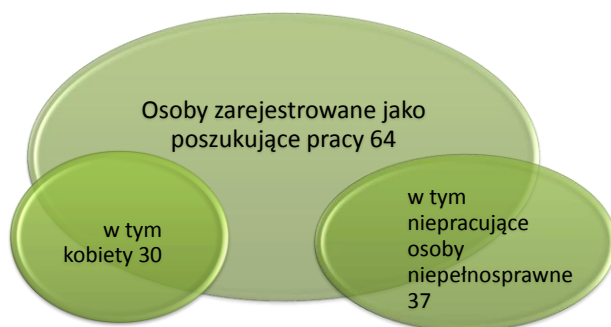 Osoby zarejestrowane jako
poszukujące pracy 64
w tym
kobiety 30
w tym
niepracujące
osoby
niepełnosprawne
37